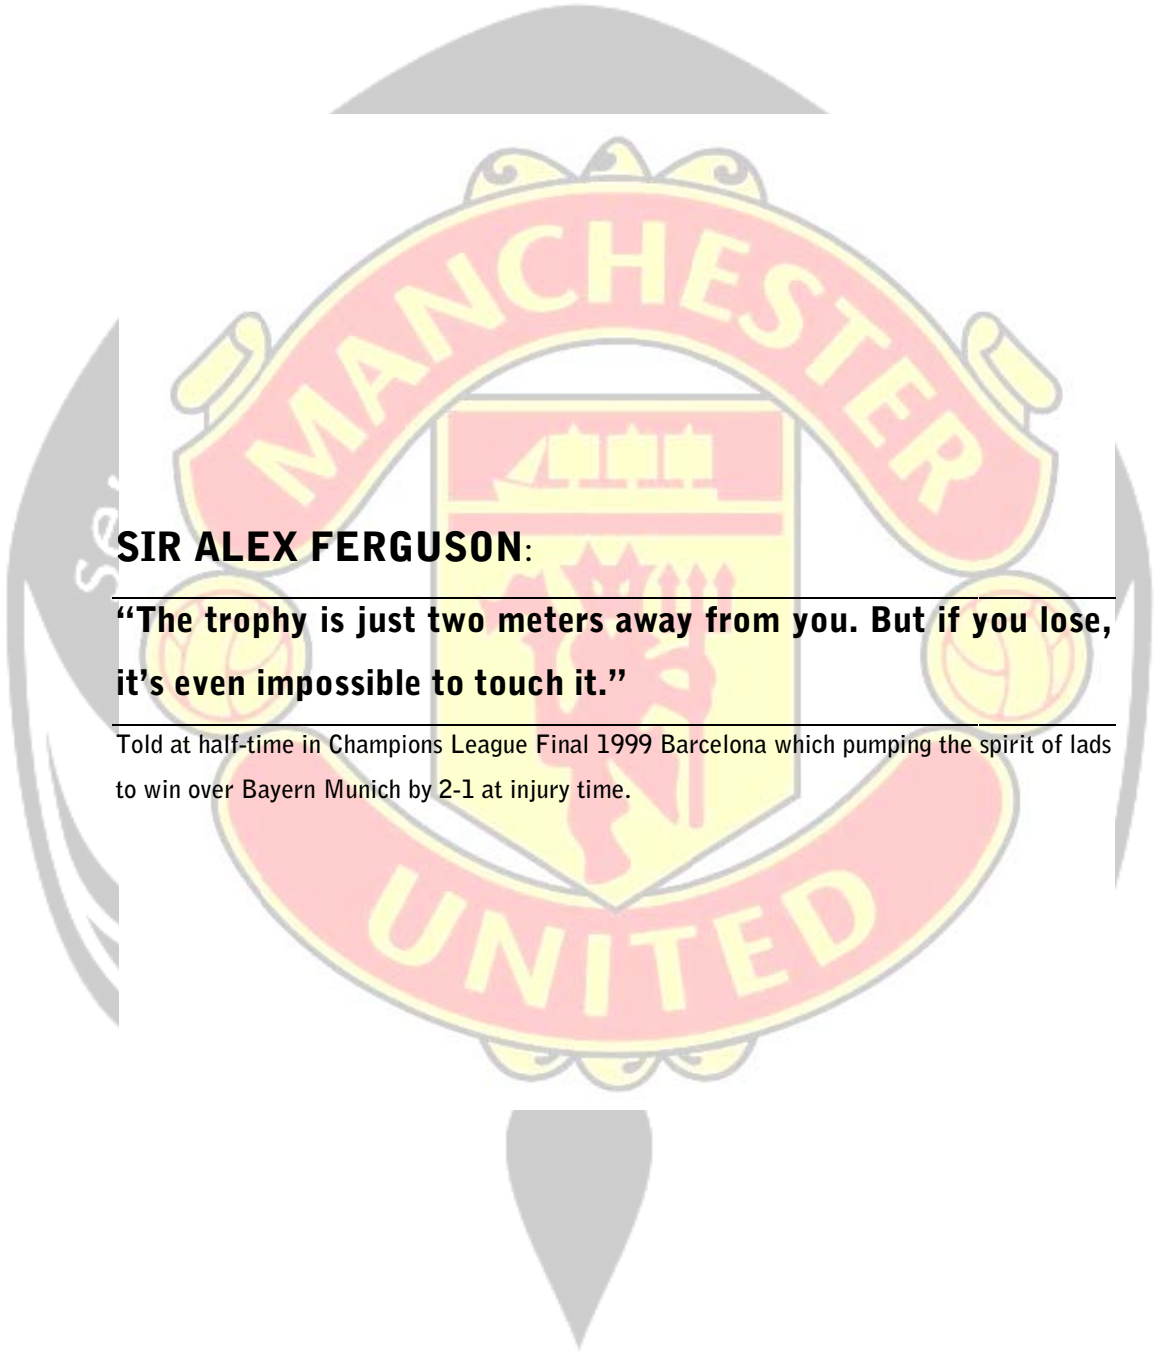 MANCHESTER
SIR ALEX FERGUSON:
“The trophy is just two meters away from you. But if you lose,
it’s even impossible to touch it.”
Told at half-time in Champions League Final 1999 Barcelona which pumping the spirit of lads
to win over Bayern Munich by 2-1 at injury time.
UNITED